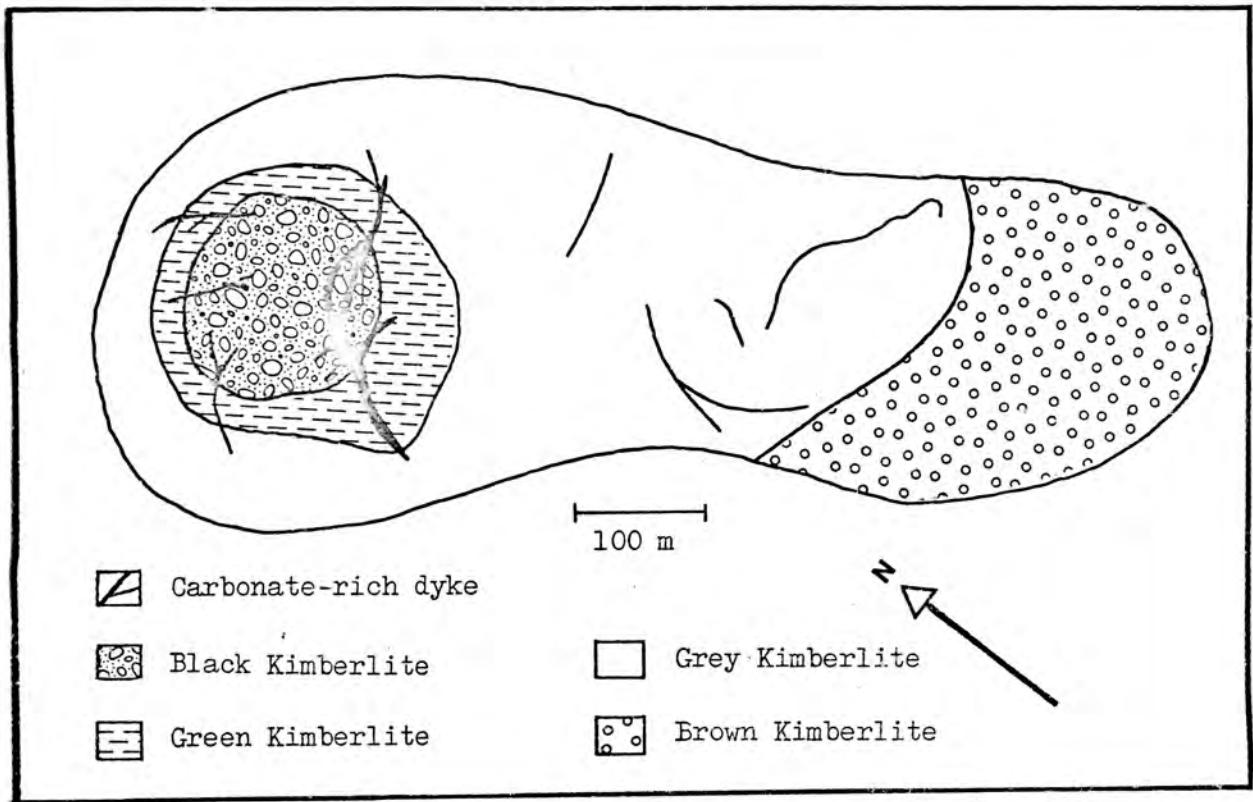 100 m
N
Carbonate-rich dyke
Black Kimberlite
Green Kimberlite
Grey Kimberlite
Brown Kimberlite